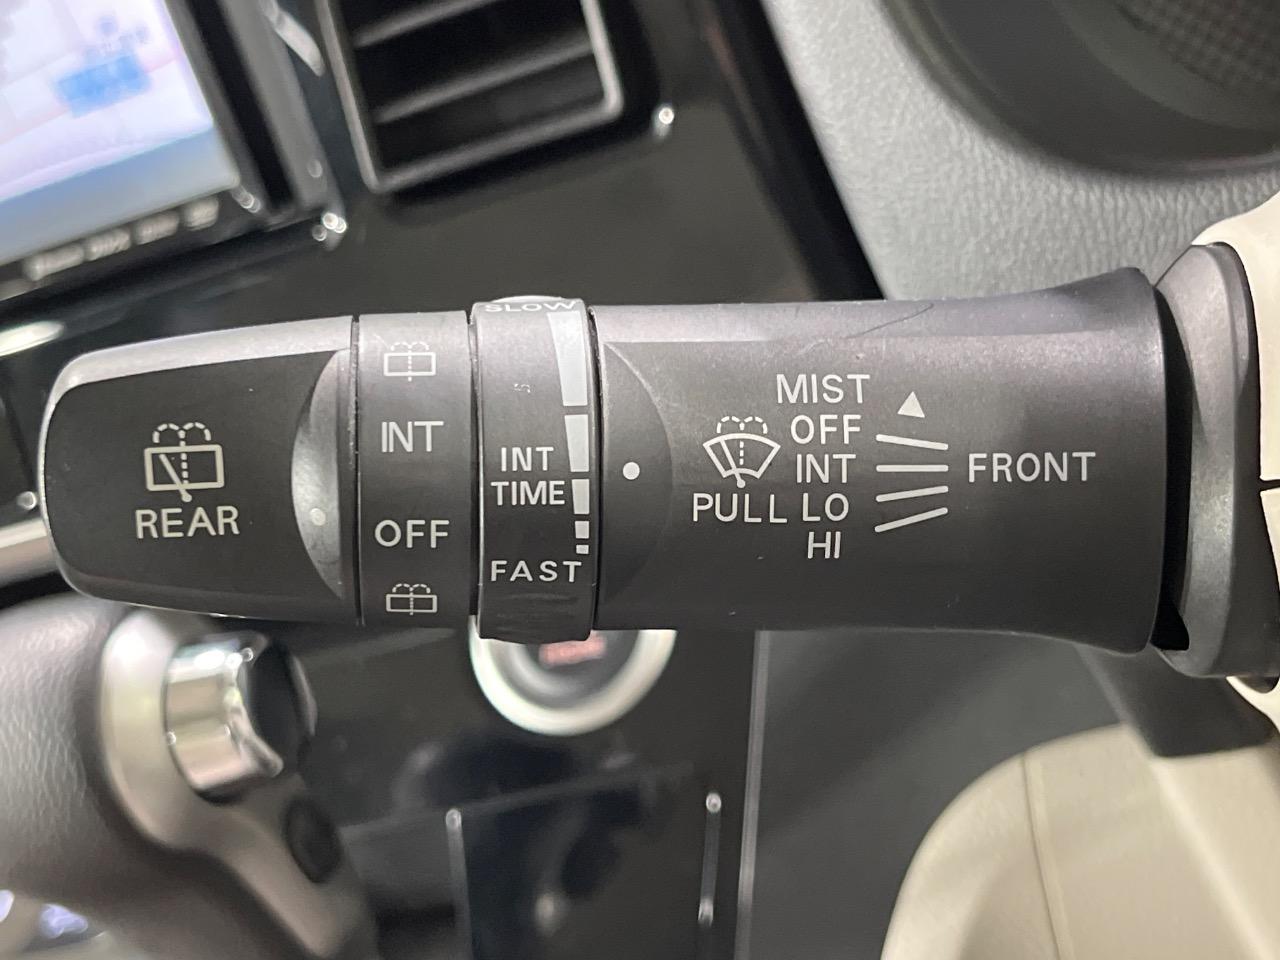 REAR
INT
OFF
SLOW
INT
TIME
FAST
PULL
MIST
OFF
INT
LO
HI
FRONT